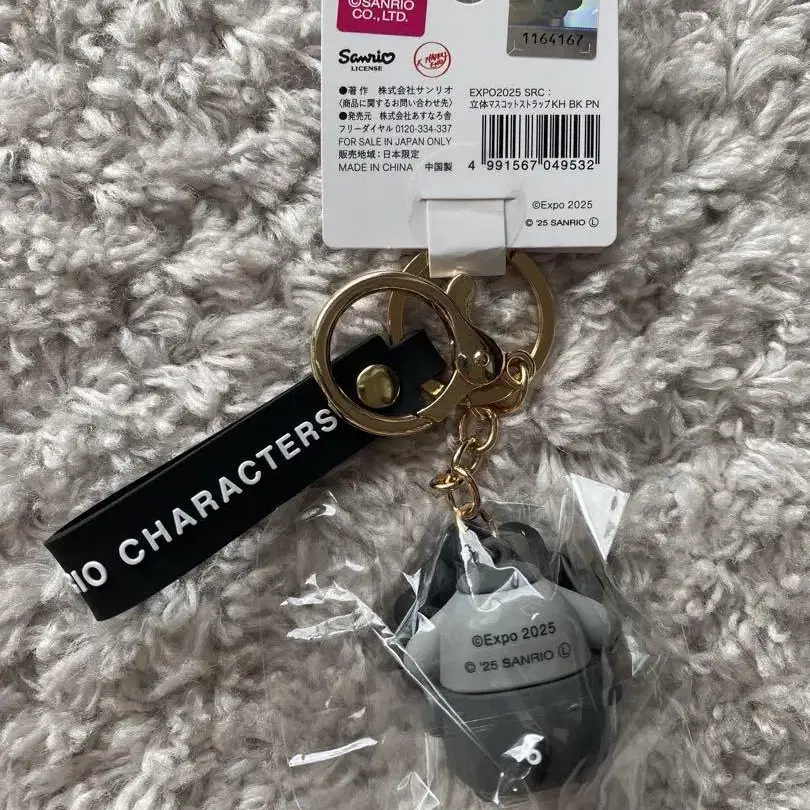 ©SANRIO
CO., LTD.
1164167
Sanrio
LICENSE
●著作 株式会社サンリオ
〈商品に関するお問い合わせ先〉
●発売元 株式会社あすなろ舎
フリーダイヤル 0120-334-337
FOR SALE IN JAPAN ONLY
販売地域：日本限定
MADE IN CHINA 中国製
EXPO2025 SRC :
立体マスコットストラップKH BK PN
4 991567 049532
©Expo 2025
© '25 SANRIO Ⓛ
IO CHARACTERS
©Expo 2025
© '25 SANRIO Ⓛ